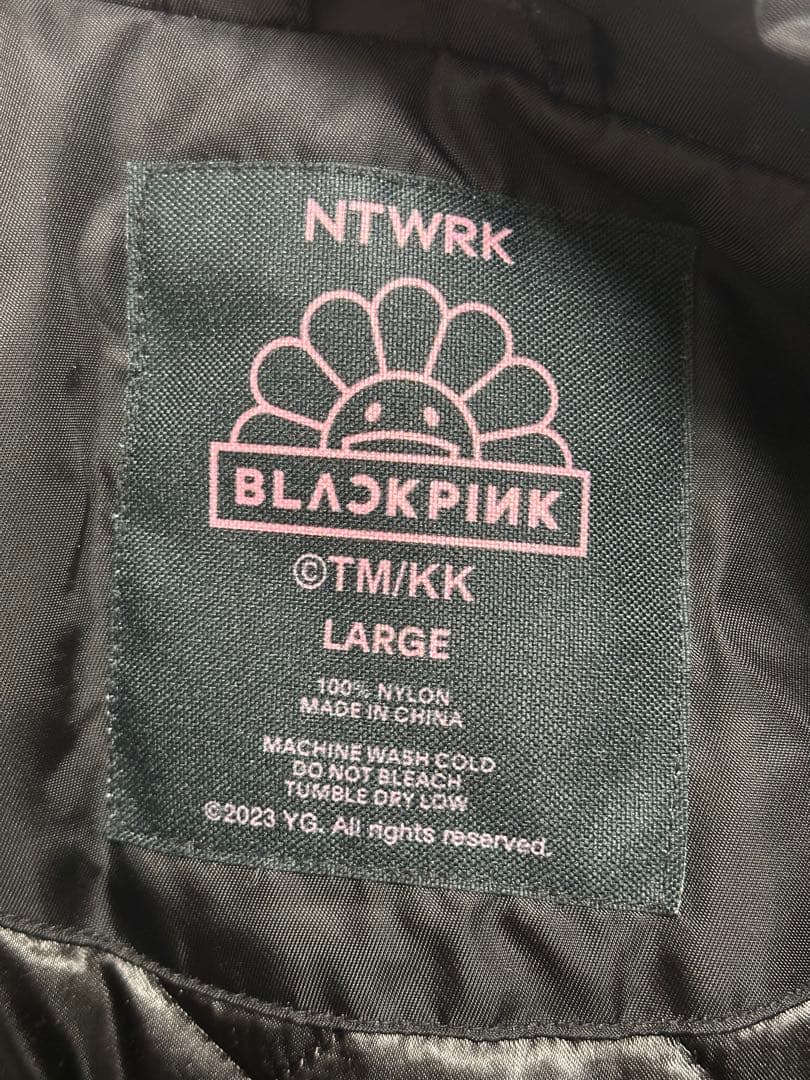 NTWRK
BLACKPINK
©TM/KK
LARGE
100% NYLON
MADE IN CHINA
MACHINE WASH COLD
DO NOT BLEACH
TUMBLE DRY LOW
©2023 YG. All rights reserved.